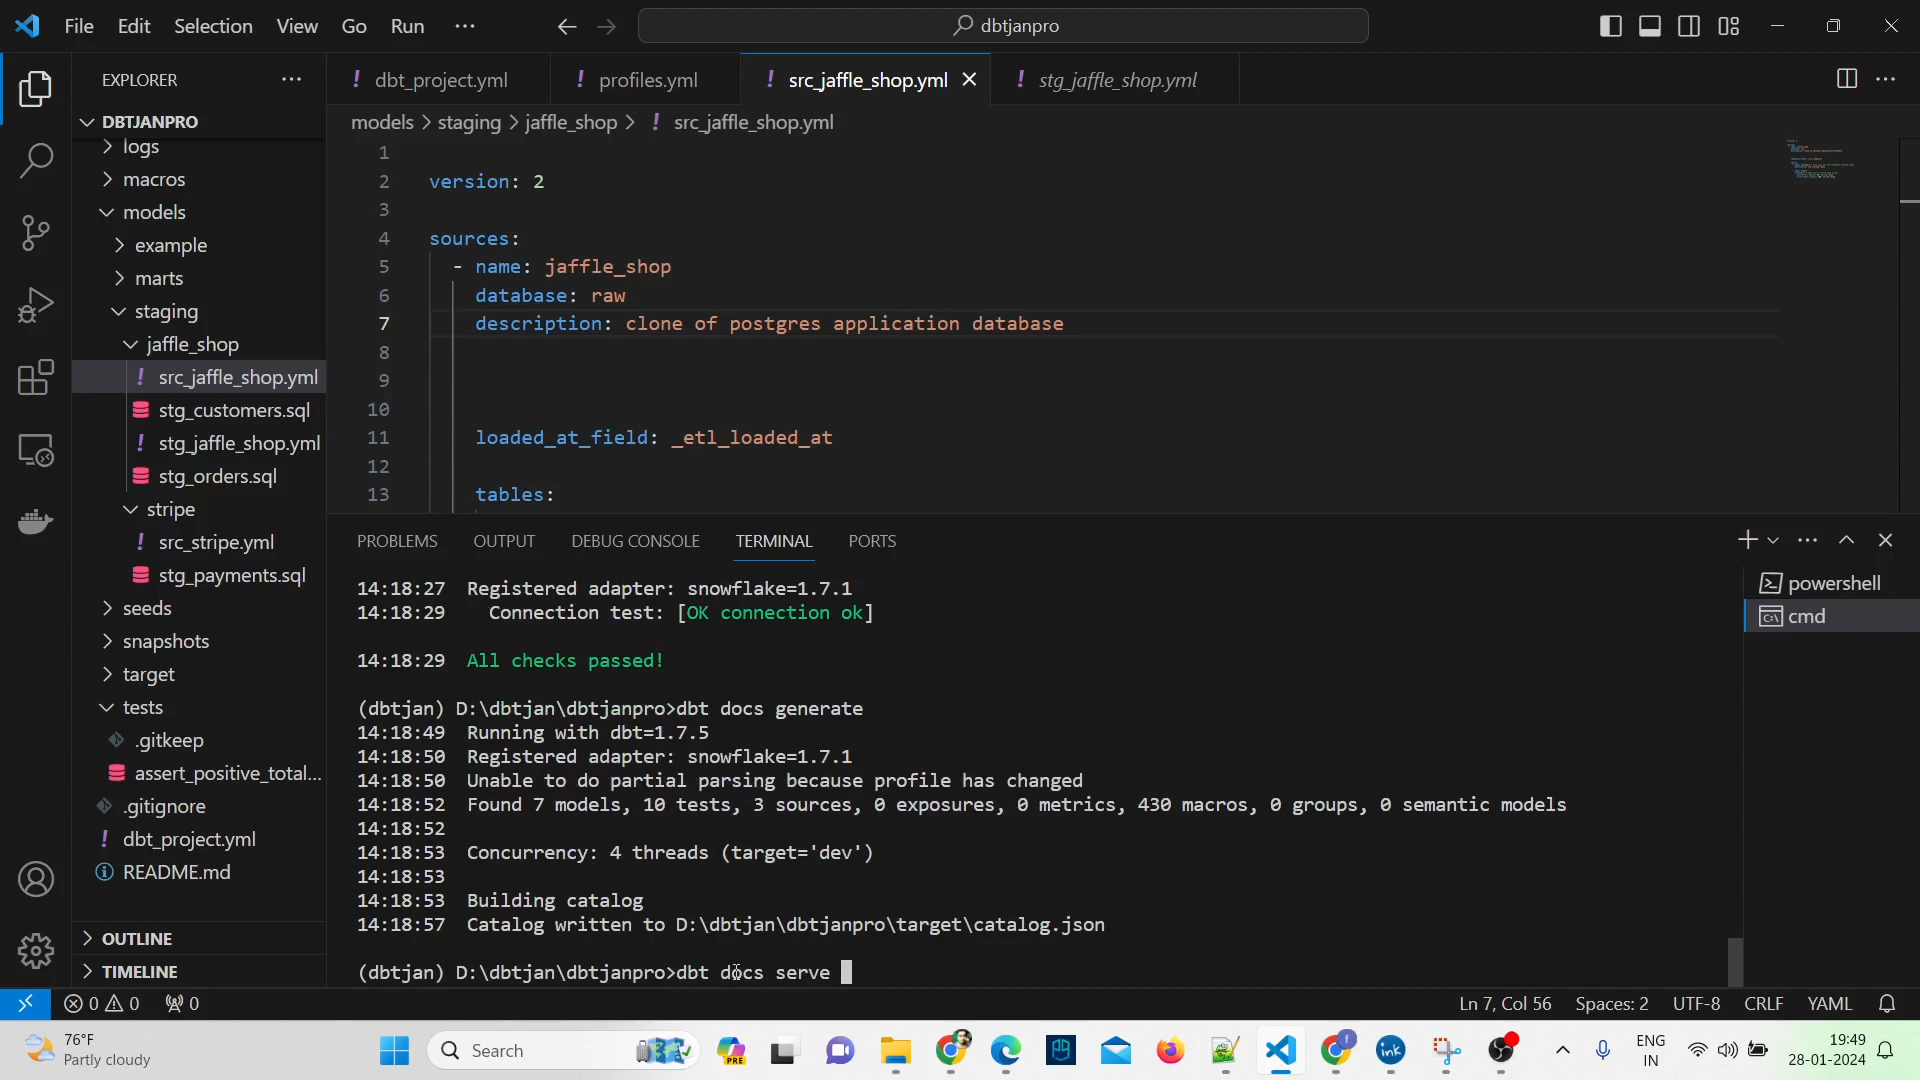 File Edit Selection View Go Run ··· dbtjanpro
EXPLORER ···
DBTJANPRO
logs
macros
models
example
marts
staging
jaffle_shop
! src_jaffle_shop.yml
stg_customers.sql
! stg_jaffle_shop.yml
stg_orders.sql
stripe
! src_stripe.yml
stg_payments.sql
seeds
snapshots
target
tests
.gitkeep
assert_positive_total...
.gitignore
! dbt_project.yml
README.md
OUTLINE
TIMELINE
! dbt_project.yml ! profiles.yml ! src_jaffle_shop.yml ! stg_jaffle_shop.yml
models > staging > jaffle_shop > ! src_jaffle_shop.yml
1
2 version: 2
3
4 sources:
5 - name: jaffle_shop
6 database: raw
7 description: clone of postgres application database
8
9
10
11 loaded_at_field: _etl_loaded_at
12
13 tables:
PROBLEMS OUTPUT DEBUG CONSOLE TERMINAL PORTS
14:18:27 Registered adapter: snowflake=1.7.1
14:18:29 Connection test: [OK connection ok]
14:18:29 All checks passed!
(dbtjan) D:\dbtjan\dbtjanpro>dbt docs generate
14:18:49 Running with dbt=1.7.5
14:18:50 Registered adapter: snowflake=1.7.1
14:18:50 Unable to do partial parsing because profile has changed
14:18:52 Found 7 models, 10 tests, 3 sources, 0 exposures, 0 metrics, 430 macros, 0 groups, 0 semantic models
14:18:52
14:18:53 Concurrency: 4 threads (target='dev')
14:18:53
14:18:53 Building catalog
14:18:57 Catalog written to D:\dbtjan\dbtjanpro\target\catalog.json
(dbtjan) D:\dbtjan\dbtjanpro>dbt docs serve
powershell
cmd
0 0 0 Ln 7, Col 56 Spaces: 2 UTF-8 CRLF YAML
76°F
Partly cloudy
Search
PRE
ink
ENG
IN
19:49
28-01-2024